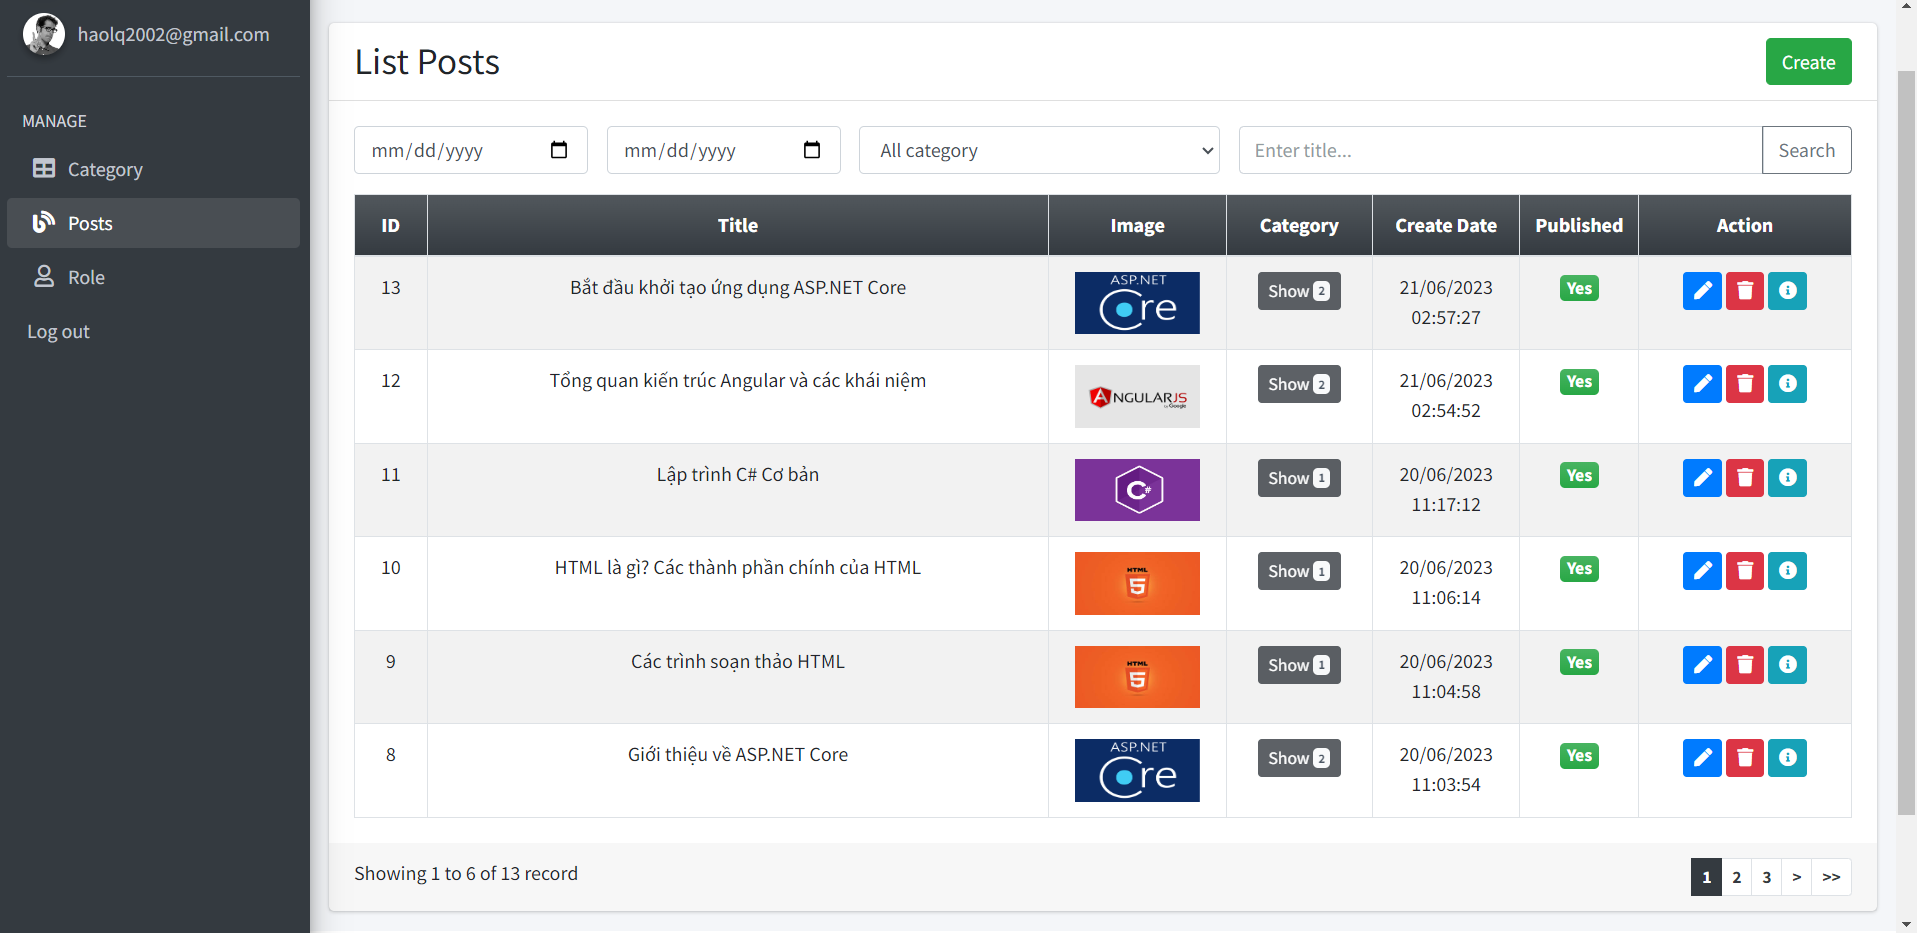 haolq2002@gmail.com
MANAGE
Category
Posts
Role
Log out
List Posts
Create
mm/dd/yyyy
mm/dd/yyyy
All category
Enter title...
Search
ID Title Image Category Create Date Published Action
13 Bắt đầu khởi tạo ứng dụng ASP.NET Core ASP.NET Core Show 2 21/06/2023 Yes
02:57:27
12 Tổng quan kiến trúc Angular và các khái niệm ANGULARJS by Google Show 2 21/06/2023 Yes
02:54:52
11 Lập trình C# Cơ bản C# Show 1 20/06/2023 Yes
11:17:12
10 HTML là gì? Các thành phần chính của HTML HTML 5 Show 1 20/06/2023 Yes
11:06:14
9 Các trình soạn thảo HTML HTML 5 Show 1 20/06/2023 Yes
11:04:58
8 Giới thiệu về ASP.NET Core ASP.NET Core Show 2 20/06/2023 Yes
11:03:54
Showing 1 to 6 of 13 record
1 2 3 > >>